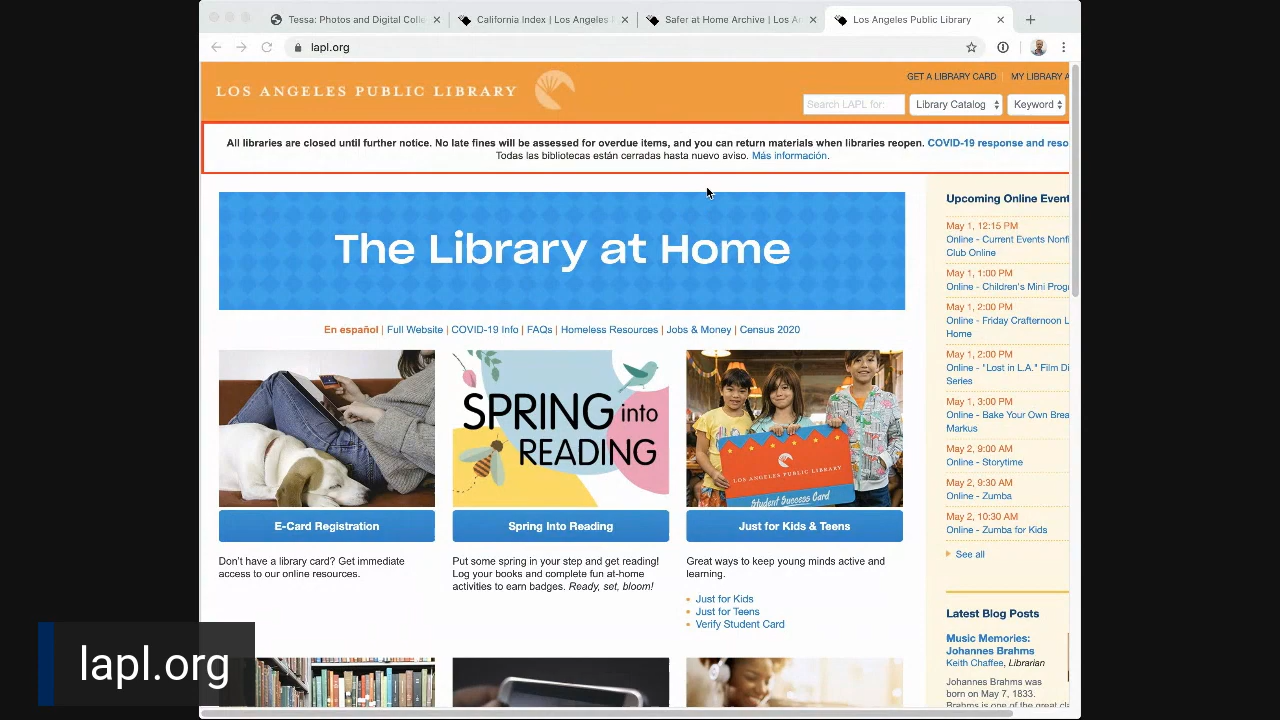 Tessa: Photos and Digital Colle
California Index | Los Angeles
Safer at Home Archive | Los A
Los Angeles Public Library
lapl.org
LOS ANGELES PUBLIC LIBRARY
GET A LIBRARY CARD
MY LIBRARY A
Search LAPL for:
Library Catalog
Keyword
All libraries are closed until further notice. No late fines will be assessed for overdue items, and you can return materials when libraries reopen. COVID-19 response and reso
Todas las bibliotecas están cerradas hasta nuevo aviso. Más información.
The Library at Home
En español | Full Website | COVID-19 Info | FAQs | Homeless Resources | Jobs & Money | Census 2020
SPRING into
READING
LOS ANGELES PUBLIC LIBRARY
Student Success Card
E-Card Registration
Spring Into Reading
Just for Kids & Teens
Don't have a library card? Get immediate
access to our online resources.
Put some spring in your step and get reading!
Log your books and complete fun at-home
activities to earn badges. Ready, set, bloom!
Great ways to keep young minds active and
learning.
Just for Kids
Just for Teens
Verify Student Card
Upcoming Online Event
May 1, 12:15 PM
Online - Current Events Nonfi
Club Online
May 1, 1:00 PM
Online - Children's Mini Prog
May 1, 2:00 PM
Online - Friday Crafternoon L
Home
May 1, 2:00 PM
Online - "Lost in L.A." Film Di
Series
May 1, 3:00 PM
Online - Bake Your Own Brea
Markus
May 2, 9:00 AM
Online - Storytime
May 2, 9:30 AM
Online - Zumba
May 2, 10:30 AM
Online - Zumba for Kids
See all
Latest Blog Posts
Music Memories:
Johannes Brahms
Keith Chaffee, Librarian
Johannes Brahms was
born on May 7, 1833.
Brahms is one of the great cla
lapl.org